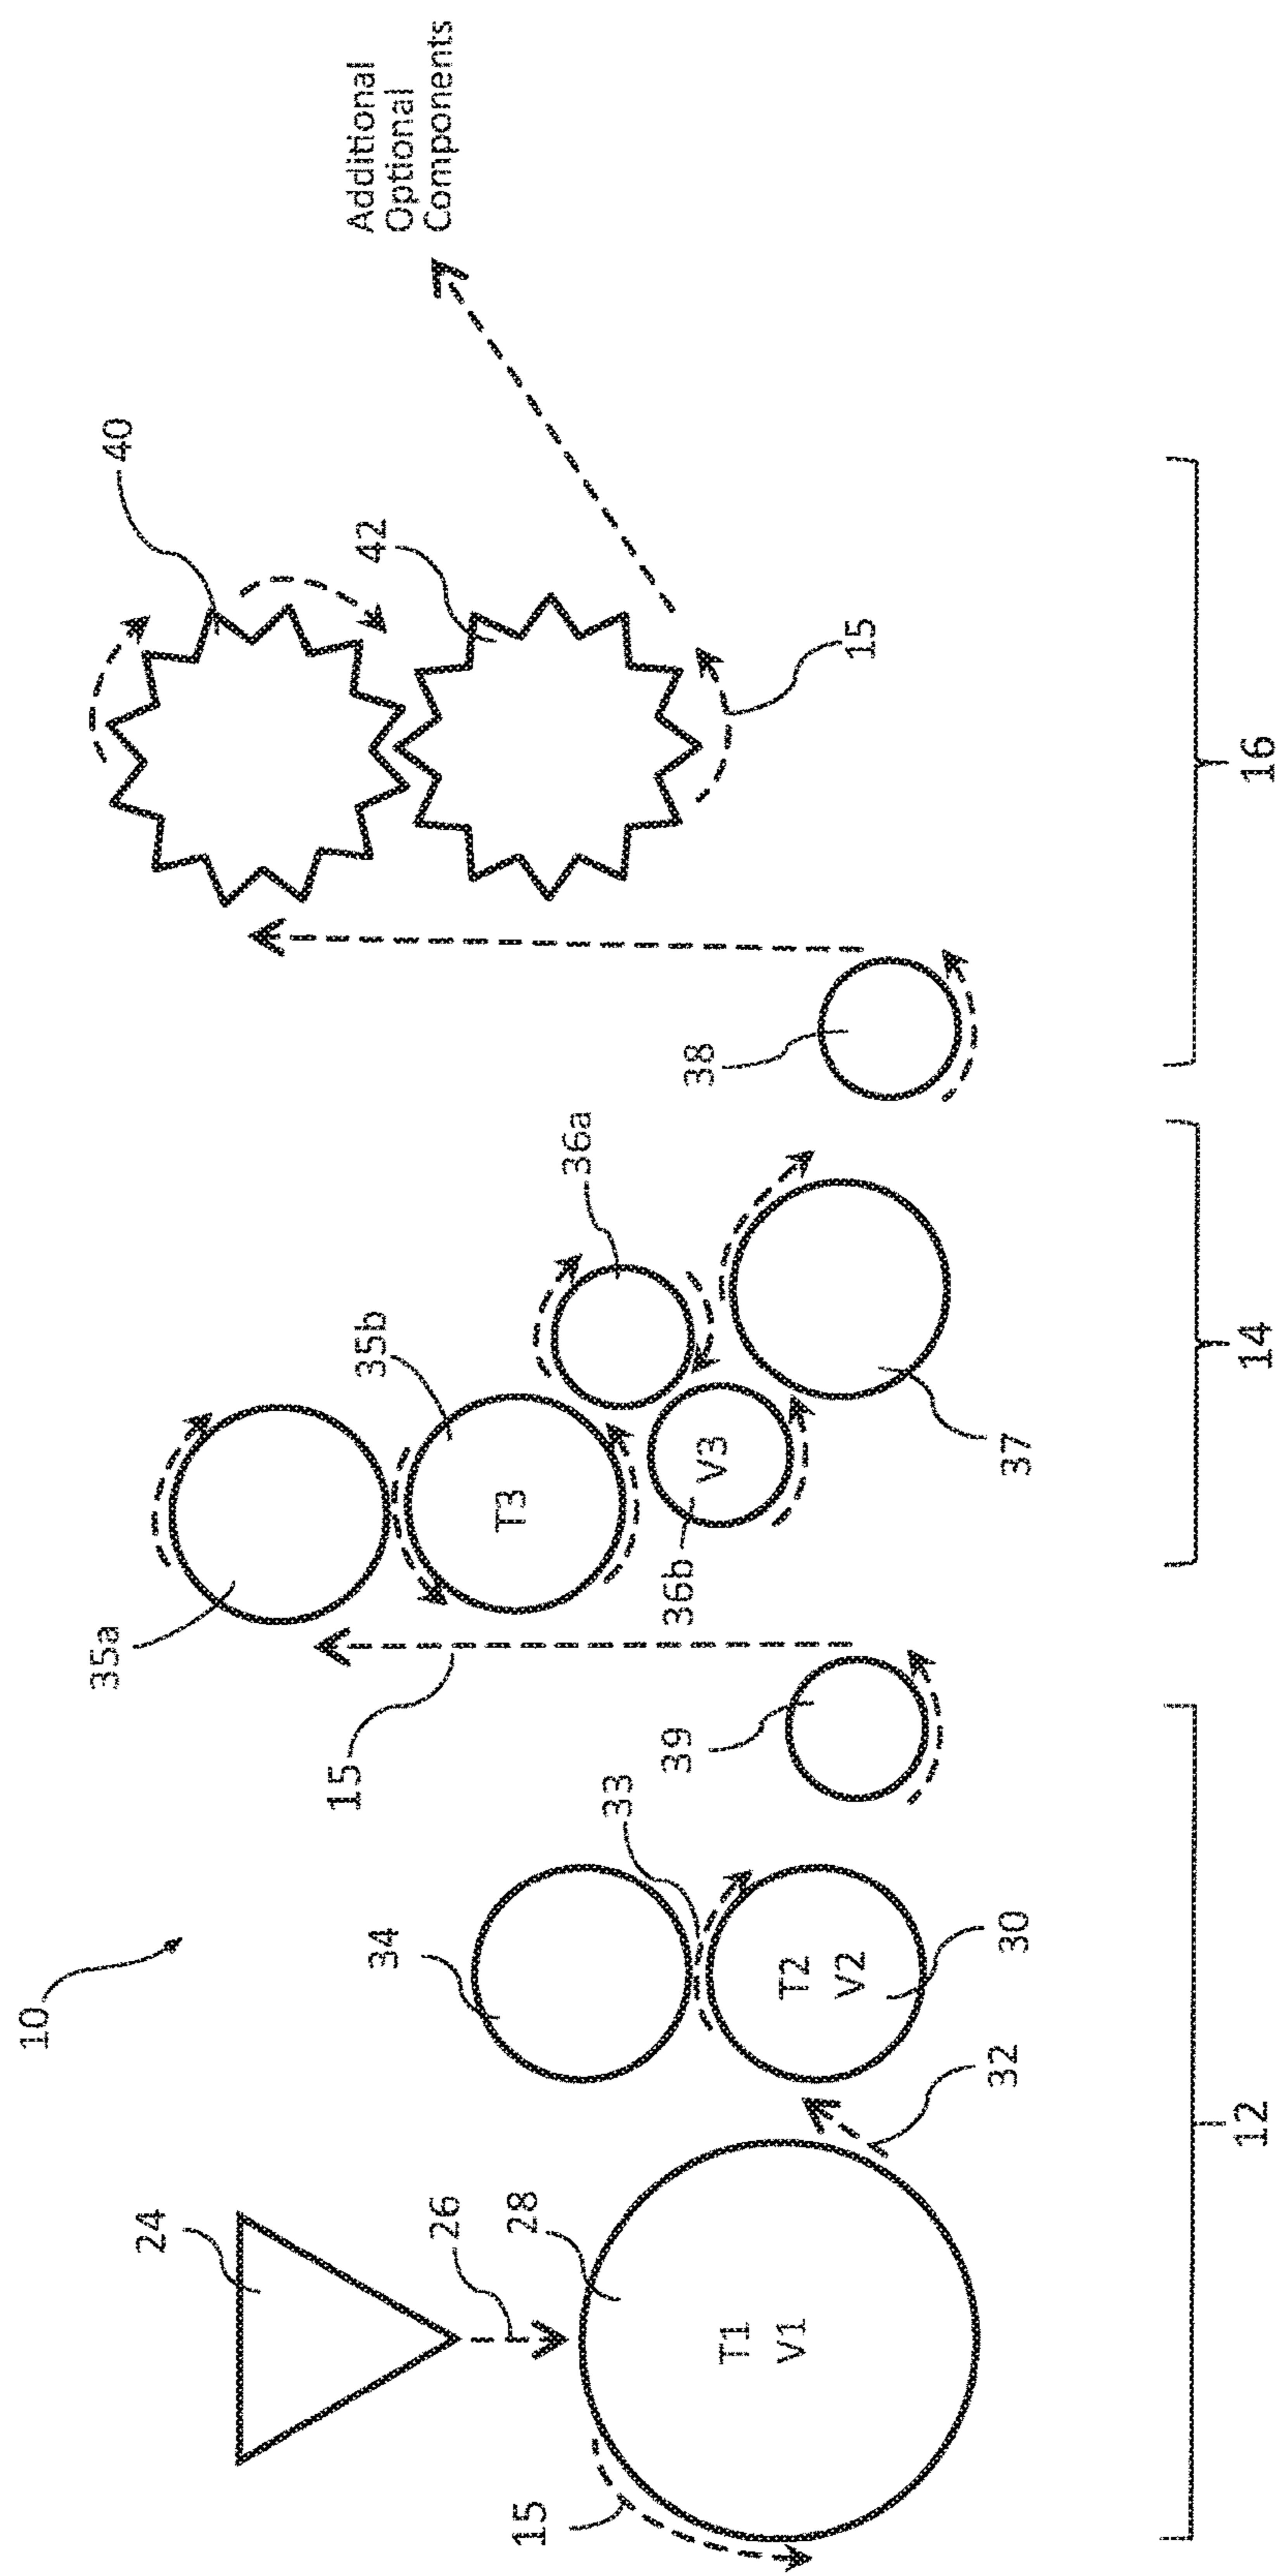 10
24
26
28
T1
V1
15
32
34
33
30
T2
V2
39
15
35a
35b
T3
36a
36b
V3
37
38
40
42
15
Additional
Optional
Components
12
14
16